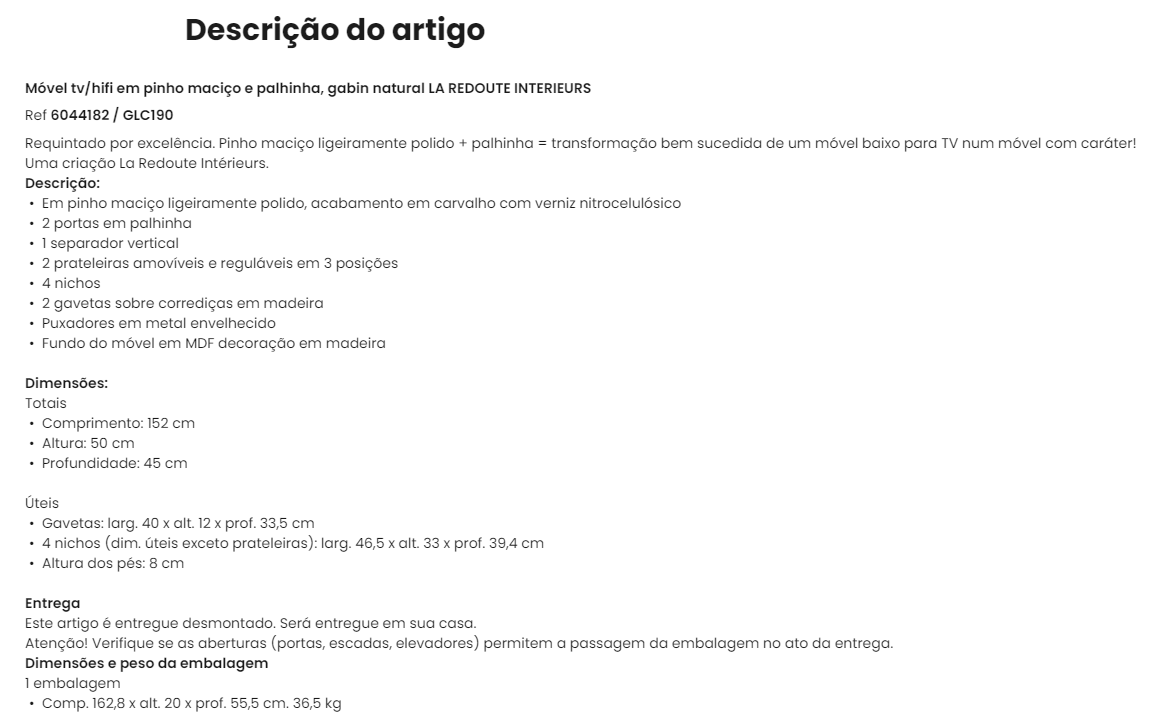 Descrição do artigo
Móvel tv/hifi em pinho maciço e palhinha, gabin natural LA REDOUTE INTERIEURS
Ref 6044182 / GLC190
Requintado por excelência. Pinho maciço ligeiramente polido + palhinha = transformação bem sucedida de um móvel baixo para TV num móvel com caráter!
Uma criação La Redoute Intérieurs.
Descrição:
• Em pinho maciço ligeiramente polido, acabamento em carvalho com verniz nitrocelulósico
• 2 portas em palhinha
• 1 separador vertical
• 2 prateleiras amovíveis e reguláveis em 3 posições
• 4 nichos
• 2 gavetas sobre corrediças em madeira
• Puxadores em metal envelhecido
• Fundo do móvel em MDF decoração em madeira
Dimensões:
Totais
• Comprimento: 152 cm
• Altura: 50 cm
• Profundidade: 45 cm
Úteis
• Gavetas: larg. 40 x alt. 12 x prof. 33,5 cm
• 4 nichos (dim. úteis exceto prateleiras): larg. 46,5 x alt. 33 x prof. 39,4 cm
• Altura dos pés: 8 cm
Entrega
Este artigo é entregue desmontado. Será entregue em sua casa.
Atenção! Verifique se as aberturas (portas, escadas, elevadores) permitem a passagem da embalagem no ato da entrega.
Dimensões e peso da embalagem
1 embalagem
• Comp. 162,8 x alt. 20 x prof. 55,5 cm. 36,5 kg